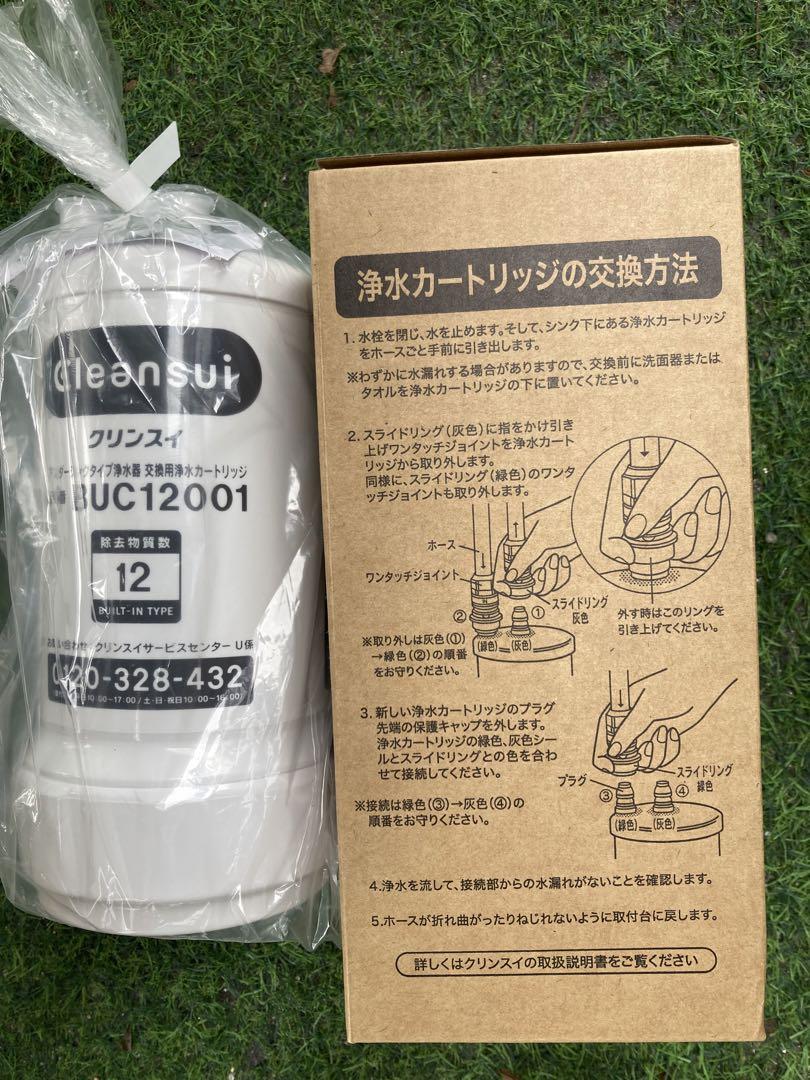 Cleansui
クリンスイ
アンダーシンクタイプ浄水器 交換用浄水カートリッジ
BUC12001
除去物質数
12
BUILT-IN TYPE
クリンスイサービスセンター U係
0120-328-432
浄水カートリッジの交換方法
1. 水栓を閉じ、水を止めます。そして、シンク下にある浄水カートリッジ
をホースごと手前に引き出します。
※わずかに水漏れする場合がありますので、交換前に洗面器または
タオルを浄水カートリッジの下に置いてください。
2. スライドリング(灰色)に指をかけ引き
上げワンタッチジョイントを浄水カート
リッジから取り外します。
同様に、スライドリング(緑色)のワンタ
ッチジョイントも取り外します。
ホース
ワンタッチジョイント
②
①
スライドリング
灰色
(緑色)
(灰色)
外す時はこのリングを
引き上げてください。
※取り外しは灰色(①)
→緑色(②)の順番
をお守りください。
3. 新しい浄水カートリッジのプラグ
先端の保護キャップを外します。
浄水カートリッジの緑色、灰色シー
ルとスライドリングとの色を合わ
せて接続してください。
※接続は緑色(③)→灰色(④)の
順番をお守りください。
プラグ
スライドリング
緑色
③
④
(緑色)
(灰色)
4. 浄水を流して、接続部からの水漏れがないことを確認します。
5. ホースが折れ曲がったりねじれないように取付台に戻します。
詳しくはクリンスイの取扱説明書をご覧ください